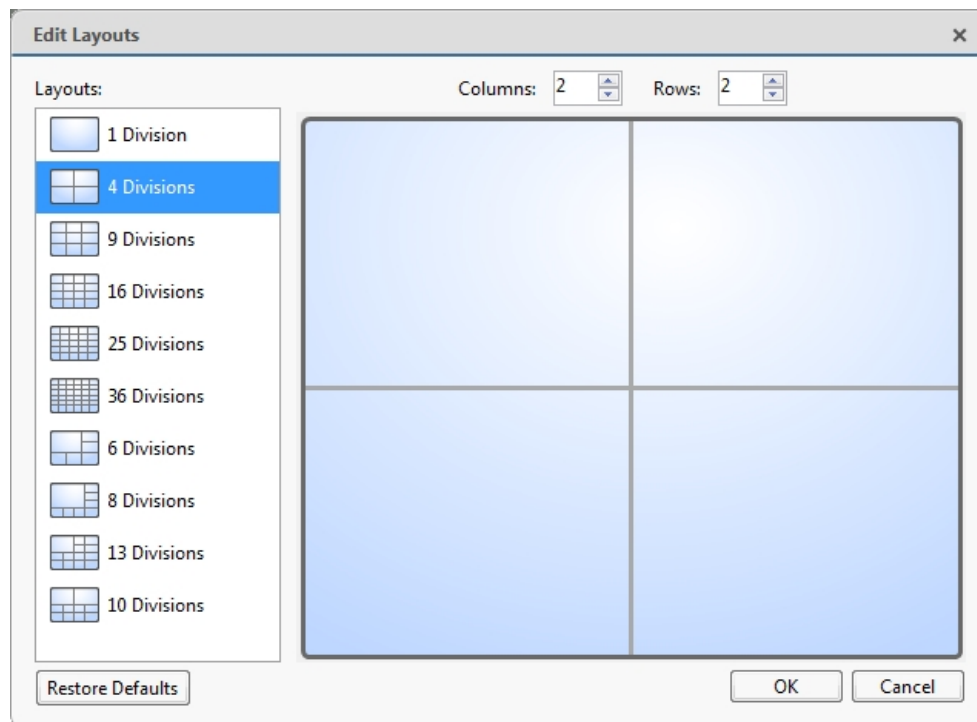 Edit Layouts
Layouts:
Columns: 2 Rows: 2
1 Division
4 Divisions
9 Divisions
16 Divisions
25 Divisions
36 Divisions
6 Divisions
8 Divisions
13 Divisions
10 Divisions
Restore Defaults
OK Cancel